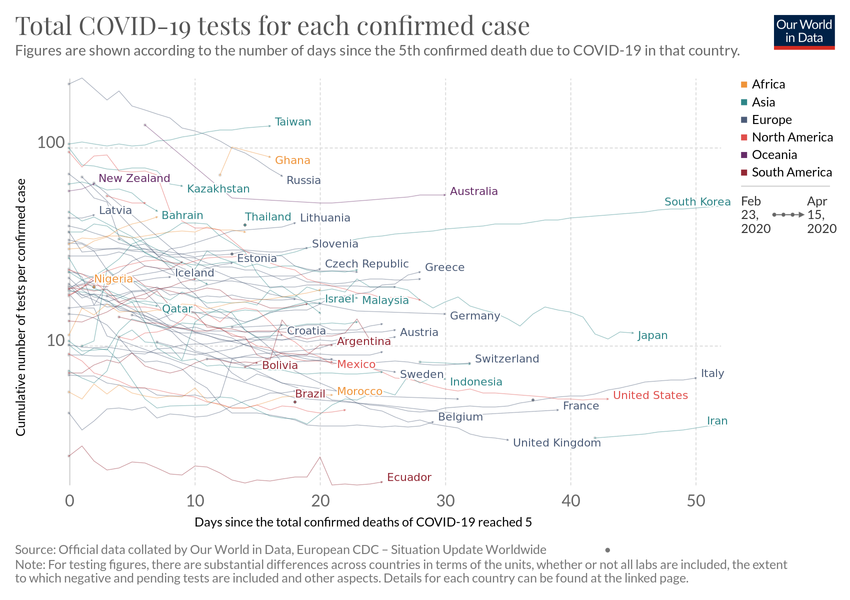 Total COVID-19 tests for each confirmed case
Figures are shown according to the number of days since the 5th confirmed death due to COVID-19 in that country.
Our World
in Data
Cumulative number of tests per confirmed case
100
10
0
10
20
30
40
50
Days since the total confirmed deaths of COVID-19 reached 5
Taiwan
Ghana
Russia
New Zealand
Kazakhstan
Australia
South Korea
Latvia
Bahrain
Thailand
Lithuania
Slovenia
Estonia
Czech Republic
Greece
Nigeria
Iceland
Israel
Malaysia
Qatar
Germany
Croatia
Austria
Japan
Argentina
Bolivia
Mexico
Switzerland
Sweden
Indonesia
Italy
Brazil
Morocco
United States
France
Belgium
Iran
United Kingdom
Ecuador
Africa
Asia
Europe
North America
Oceania
South America
Feb
23,
2020
Apr
15,
2020
Source: Official data collated by Our World in Data, European CDC – Situation Update Worldwide
Note: For testing figures, there are substantial differences across countries in terms of the units, whether or not all labs are included, the extent
to which negative and pending tests are included and other aspects. Details for each country can be found at the linked page.